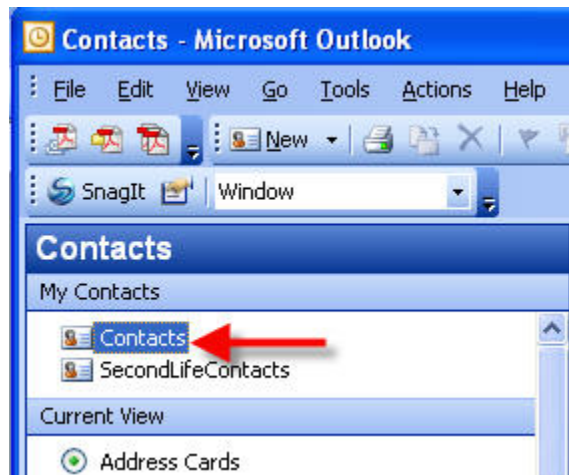 Contacts - Microsoft Outlook
File Edit View Go Tools Actions Help
New
SnagIt Window
Contacts
My Contacts
Contacts
SecondLifeContacts
Current View
Address Cards